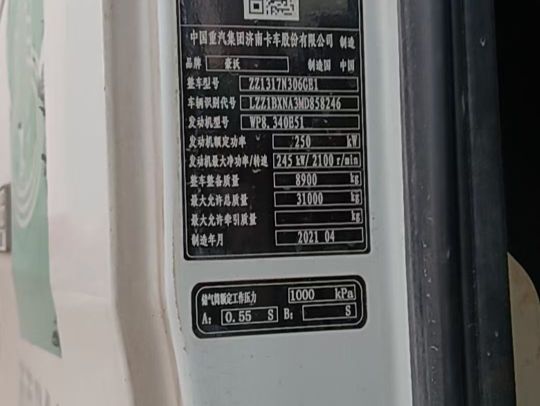 中国重汽集团济南卡车股份有限公司 制造
品牌 豪沃 制造国 中国
整车型号 ZZ1317N306GE1
车辆识别代号 LZZ1BXNA3MD858246
发动机型号 WP8.340E51
发动机额定功率 250 kW
发动机最大净功率/转速 245 kW/ 2100 r/min
整车整备质量 8900 kg
最大允许总质量 31000 kg
最大允许牵引质量 kg
制造年月 2021 04
储气筒额定工作压力 1000 kPa
A: 0.55 S B: S